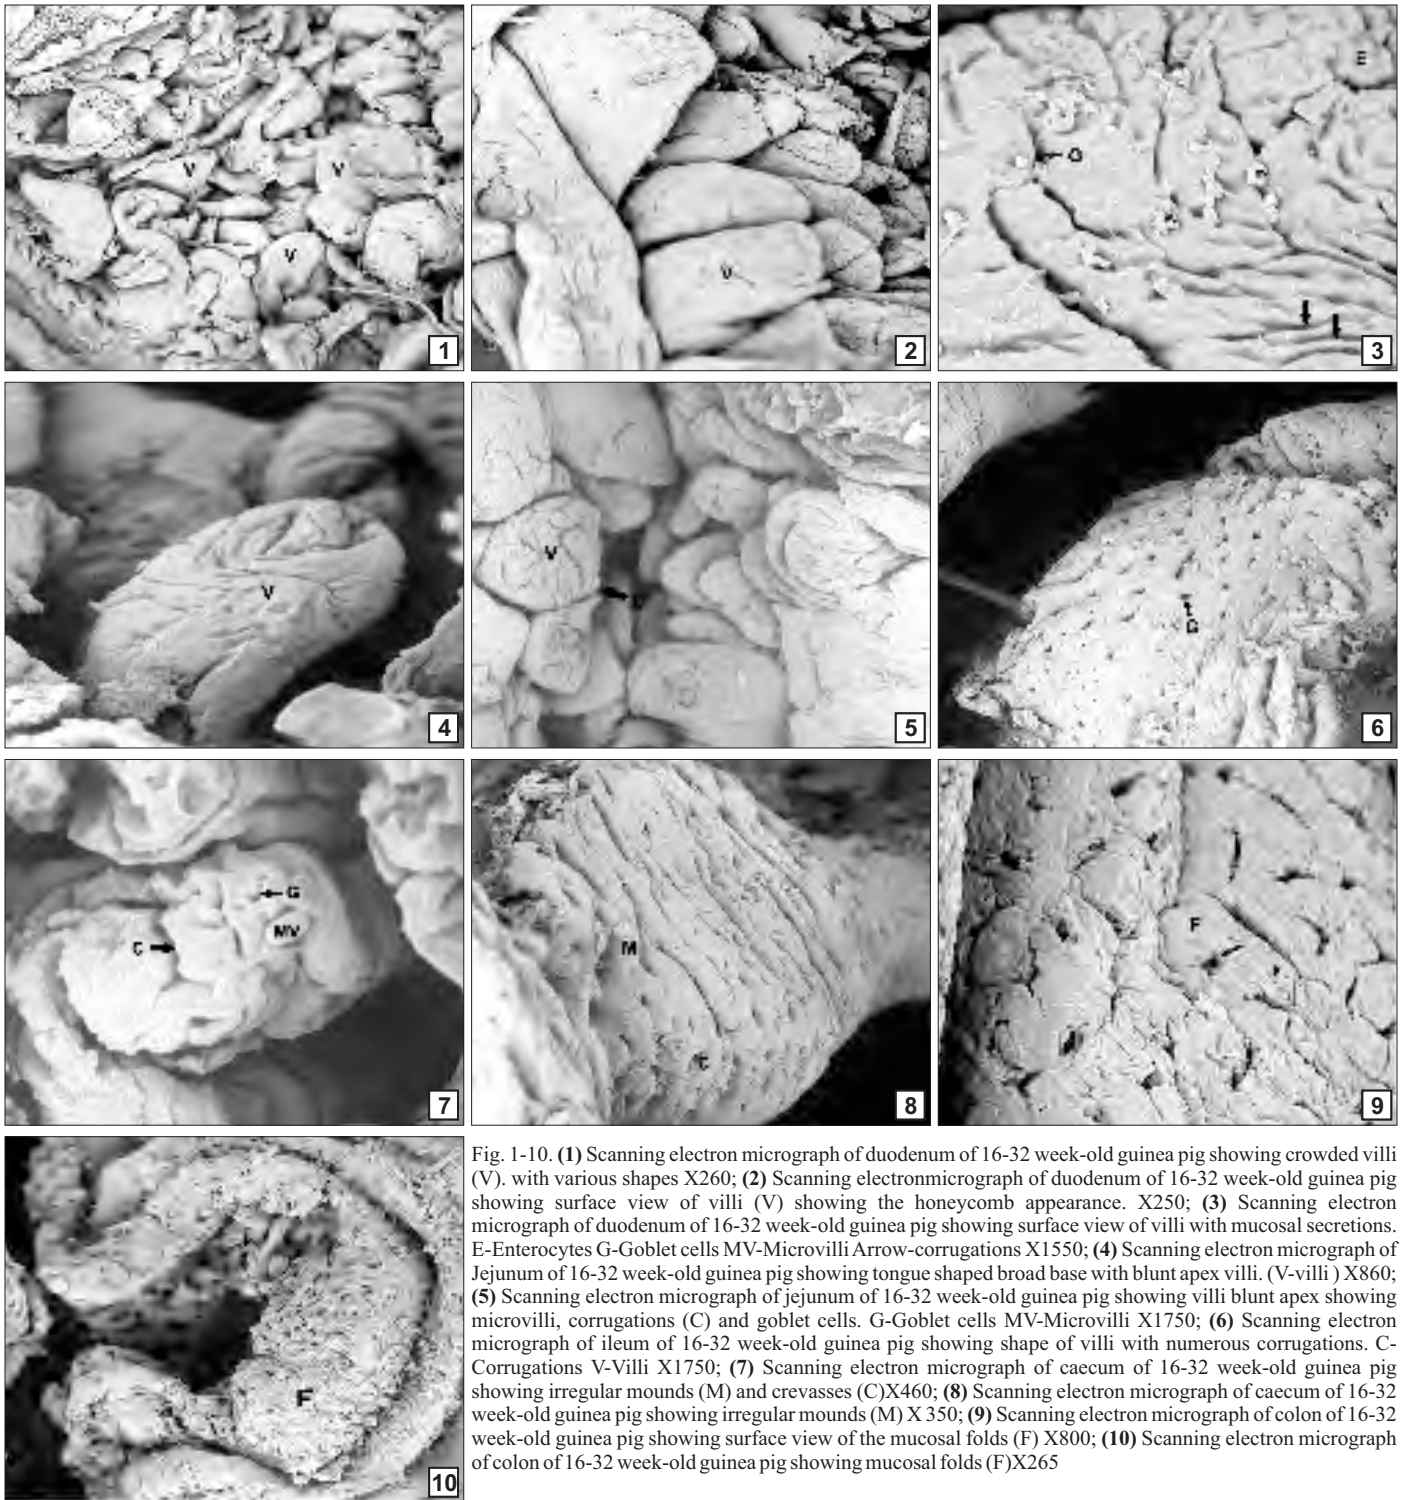 V
V
V
1
V
2
E
G
3
V
4
V
5
G
6
G
C
MV
7
M
C
8
F
9
F
10
Fig. 1-10. (1) Scanning electron micrograph of duodenum of 16-32 week-old guinea pig showing crowded villi
(V). with various shapes X260; (2) Scanning electronmicrograph of duodenum of 16-32 week-old guinea pig
showing surface view of villi (V) showing the honeycomb appearance. X250; (3) Scanning electron
micrograph of duodenum of 16-32 week-old guinea pig showing surface view of villi with mucosal secretions.
E-Enterocytes G-Goblet cells MV-Microvilli Arrow-corrugations X1550; (4) Scanning electron micrograph of
Jejunum of 16-32 week-old guinea pig showing tongue shaped broad base with blunt apex villi. (V-villi ) X860;
(5) Scanning electron micrograph of jejunum of 16-32 week-old guinea pig showing villi blunt apex showing
microvilli, corrugations (C) and goblet cells. G-Goblet cells MV-Microvilli X1750; (6) Scanning electron
micrograph of ileum of 16-32 week-old guinea pig showing shape of villi with numerous corrugations. C-
Corrugations V-Villi X1750; (7) Scanning electron micrograph of caecum of 16-32 week-old guinea pig
showing irregular mounds (M) and crevasses (C)X460; (8) Scanning electron micrograph of caecum of 16-32
week-old guinea pig showing irregular mounds (M) X 350; (9) Scanning electron micrograph of colon of 16-32
week-old guinea pig showing surface view of the mucosal folds (F) X800; (10) Scanning electron micrograph
of colon of 16-32 week-old guinea pig showing mucosal folds (F)X265